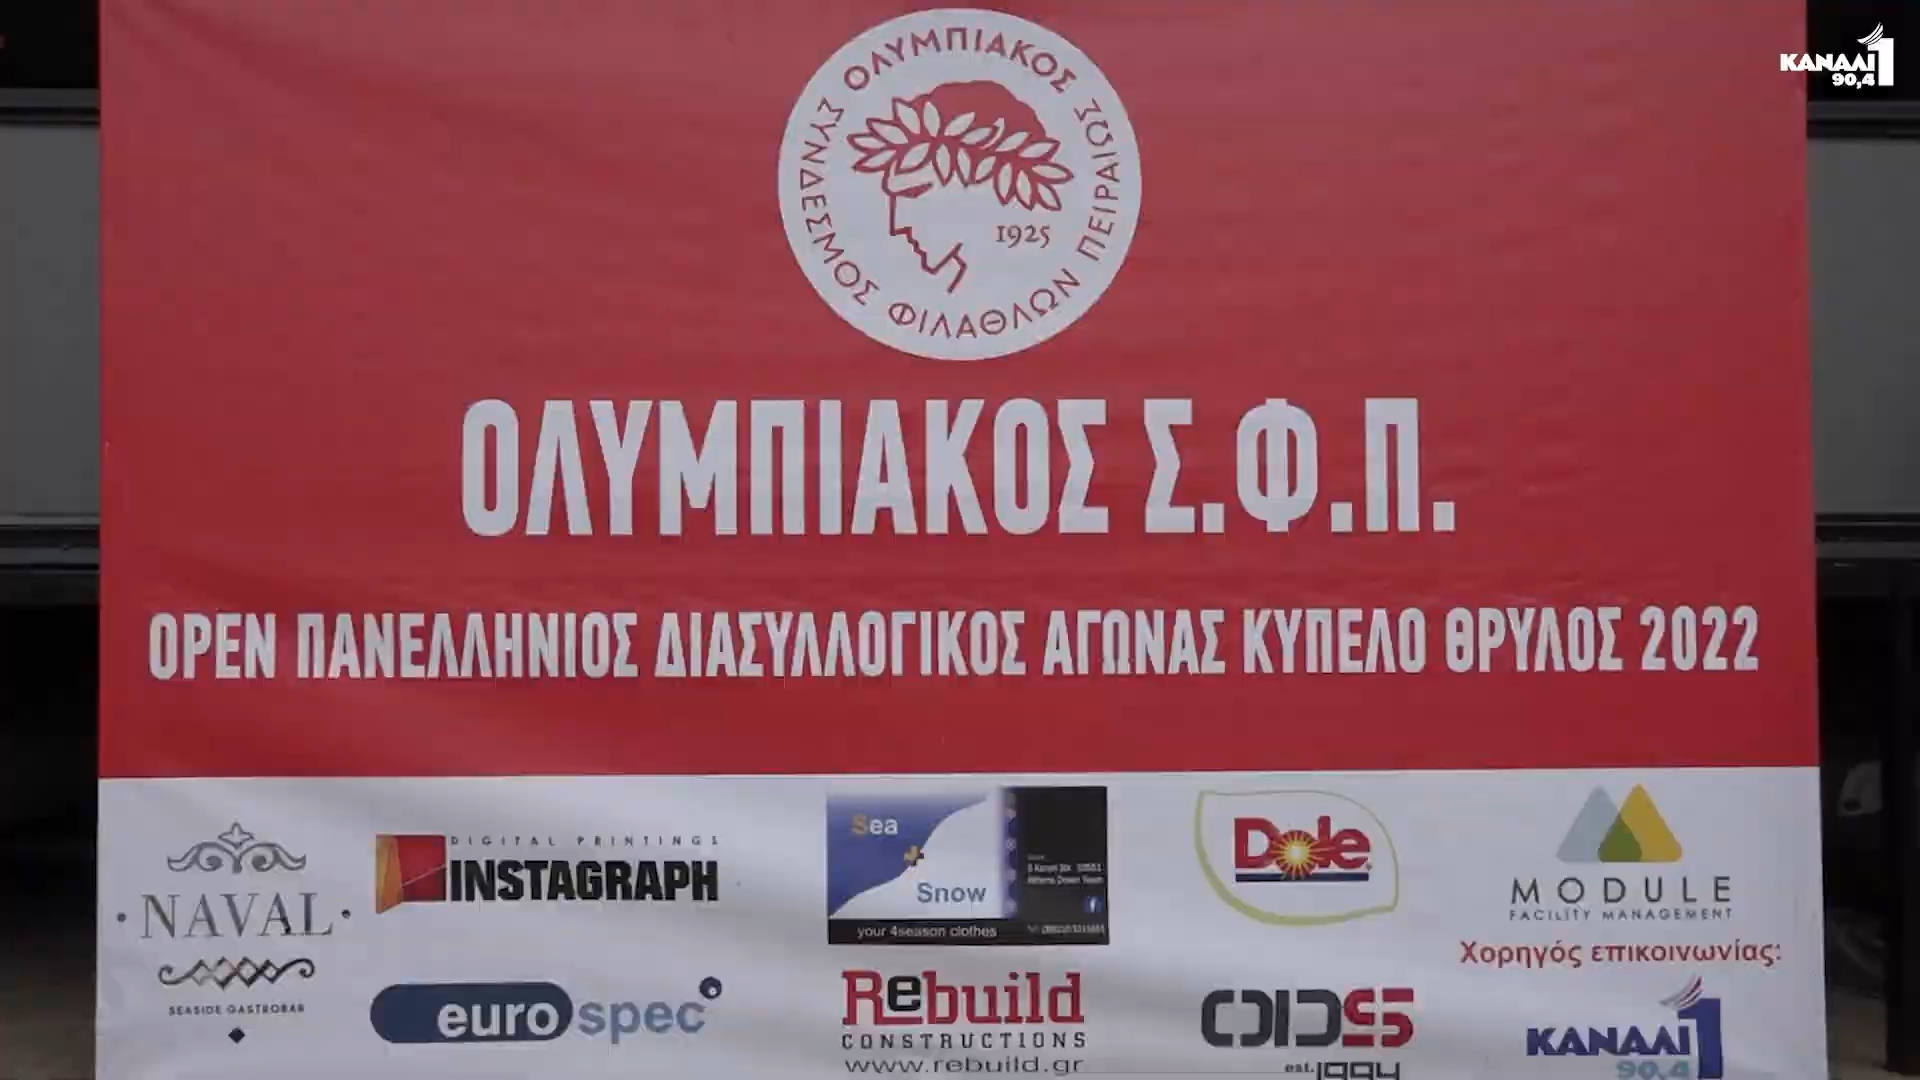 ΚΑΝΑΛΙ 1
90,4
ΣΥΝΔΕΣΜΟΣ ΦΙΛΑΘΛΩΝ ΠΕΙΡΑΙΩΣ
ΟΛΥΜΠΙΑΚΟΣ
1925
ΟΛΥΜΠΙΑΚΟΣ Σ.Φ.Π.
OPEN ΠΑΝΕΛΛΗΝΙΟΣ ΔΙΑΣΥΛΛΟΓΙΚΟΣ ΑΓΩΝΑΣ ΚΥΠΕΛΟ ΘΡΥΛΟΣ 2022
NAVAL
SEASIDE GASTROBAR
DIGITAL PRINTINGS
INSTAGRAPH
Sea
+
Snow
your 4season clothes
Dole
MODULE
FACILITY MANAGEMENT
Χορηγός επικοινωνίας:
eurospec
Rebuild
CONSTRUCTIONS
www.rebuild.gr
est. 1994
ΚΑΝΑΛΙ 1
90,4